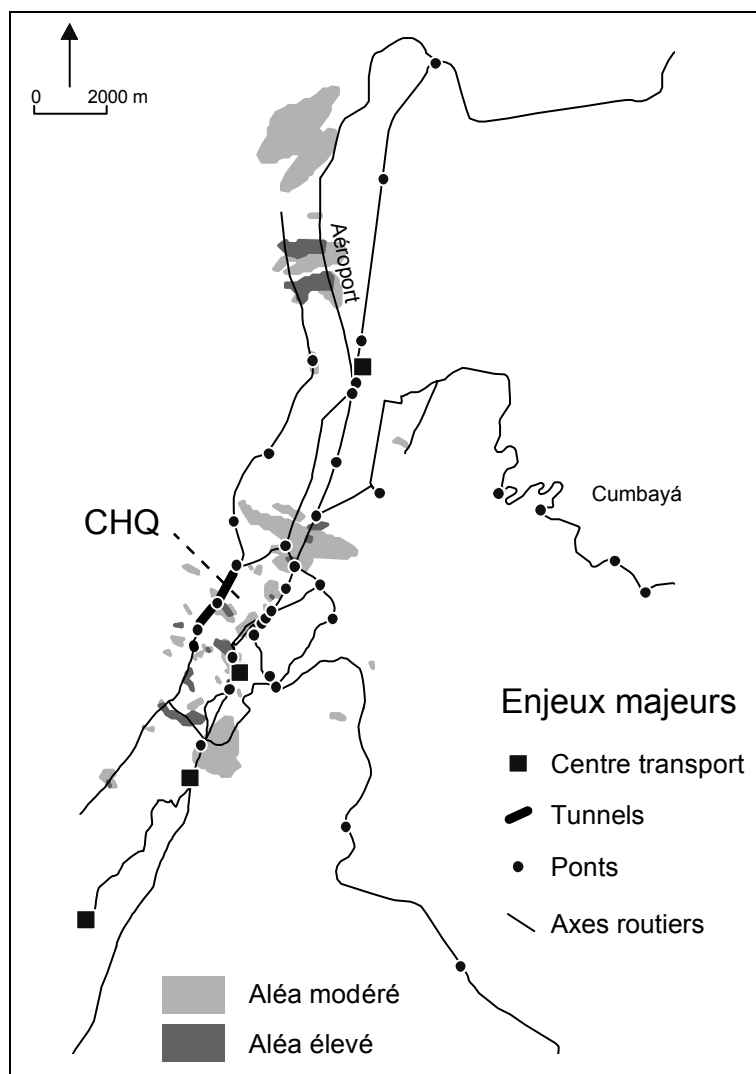 0 2000 m
Aéroport
Cumbayá
CHQ
Enjeux majeurs
Centre transport
Tunnels
Ponts
Axes routiers
Aléa modéré
Aléa élevé